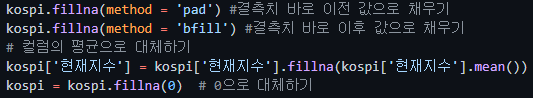 kospi.fillna(method = 'pad') #결측치 바로 이전 값으로 채우기
kospi.fillna(method = 'bfill') #결측치 바로 이후 값으로 채우기
# 컬럼의 평균으로 대체하기
kospi['현재지수'] = kospi['현재지수'].fillna(kospi['현재지수'].mean())
kospi = kospi.fillna(0)  # 0으로 대체하기